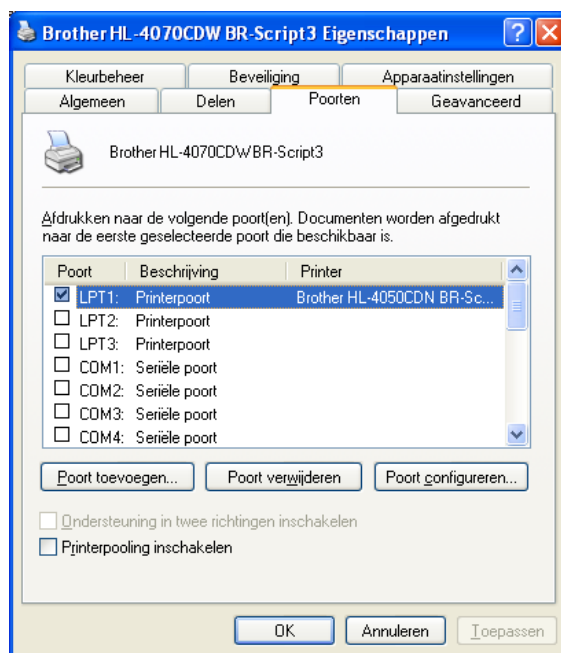 Brother HL-4070CDW BR-Script3 Eigenschappen
Kleurbeheer Beveiliging Apparaatinstellingen
Algemeen Delen Poorten Geavanceerd
Brother HL-4070CDW BR-Script3
Afdrukken naar de volgende poort(en). Documenten worden afgedrukt
naar de eerste geselecteerde poort die beschikbaar is.
Poort Beschrijving Printer
LPT1: Printerpoort Brother HL-4050CDN BR-Sc...
LPT2: Printerpoort
LPT3: Printerpoort
COM1: Seriële poort
COM2: Seriële poort
COM3: Seriële poort
COM4: Seriële poort
Poort toevoegen... Poort verwijderen Poort configureren...
Ondersteuning in twee richtingen inschakelen
Printerpooling inschakelen
OK Annuleren Toepassen